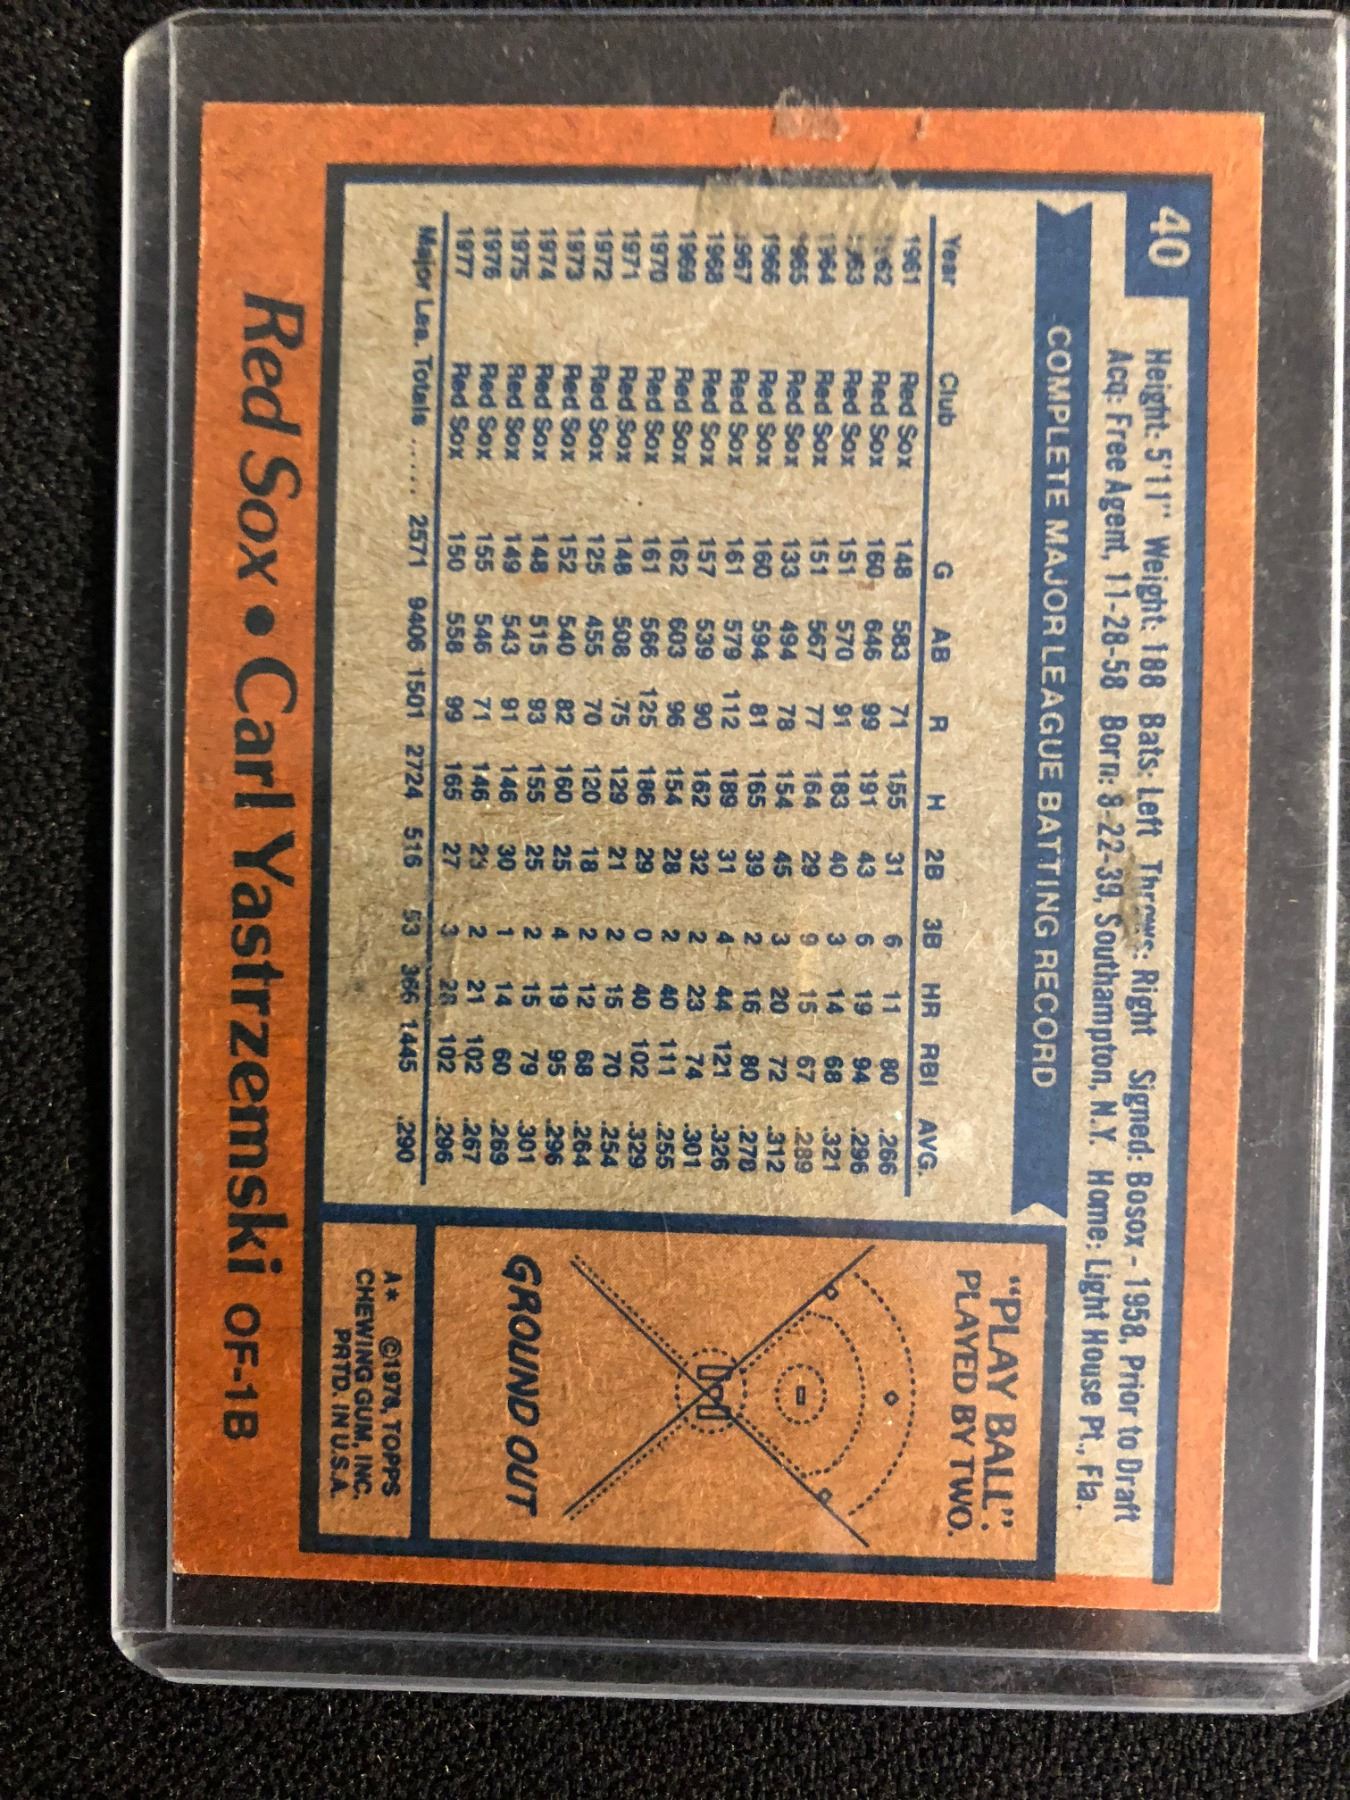 40
Height: 5'11" Weight: 188 Bats: Left Throws: Right Signed: Bosox - 1958, Prior to Draft
Acq: Free Agent, 11-28-58 Born: 8-22-39, Southampton, N.Y. Home: Light House Pt., Fla.
COMPLETE MAJOR LEAGUE BATTING RECORD
Year Club G AB R H 2B 3B HR RBI AVG.
1961 Red Sox 148 583 71 155 31 6 11 80 .266
1962 Red Sox 160 646 99 191 43 6 19 94 .296
1963 Red Sox 151 570 91 183 40 3 14 68 .321
1964 Red Sox 151 567 77 164 29 9 15 67 .289
1965 Red Sox 133 494 78 154 45 3 20 72 .312
1966 Red Sox 160 594 81 165 39 2 16 80 .278
1967 Red Sox 161 579 112 189 31 4 44 121 .326
1968 Red Sox 157 539 90 162 32 2 23 74 .301
1969 Red Sox 162 603 96 154 28 2 40 111 .255
1970 Red Sox 161 566 125 186 29 0 40 102 .329
1971 Red Sox 148 508 75 129 21 2 15 70 .254
1972 Red Sox 125 455 70 120 18 2 12 68 .264
1973 Red Sox 152 540 82 160 25 4 19 95 .296
1974 Red Sox 148 515 93 155 25 2 15 79 .301
1975 Red Sox 149 543 91 146 30 1 14 60 .269
1976 Red Sox 155 546 71 146 23 2 21 102 .267
1977 Red Sox 150 558 99 165 27 3 28 102 .296
Major Lea. Totals ...... 2571 9406 1501 2724 516 53 366 1445 .290
"PLAY BALL":
PLAYED BY TWO.
GROUND OUT
A* ©1978, TOPPS
CHEWING GUM, INC.
PRTD. IN U.S.A.
Red Sox • Carl Yastrzemski OF-1B